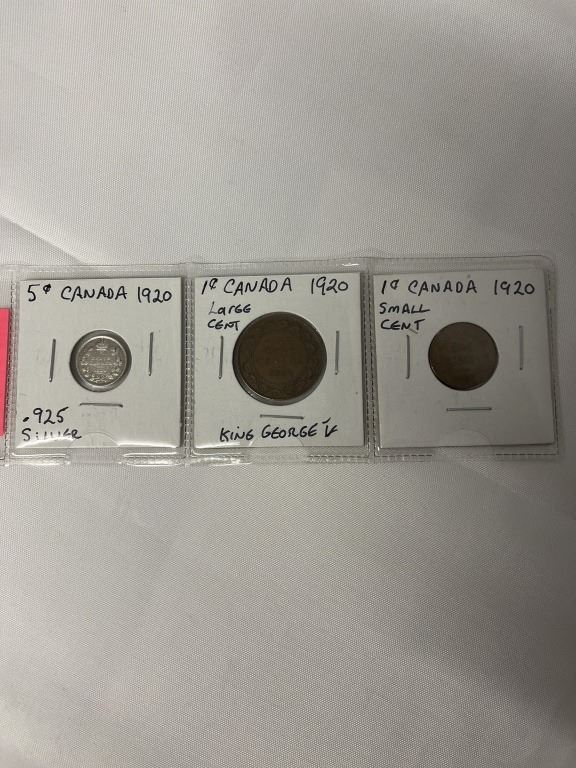 5¢ CANADA 1920
.925
SILVER
1¢ CANADA 1920
LARGE
CENT
KING GEORGE V
1¢ CANADA 1920
SMALL
CENT